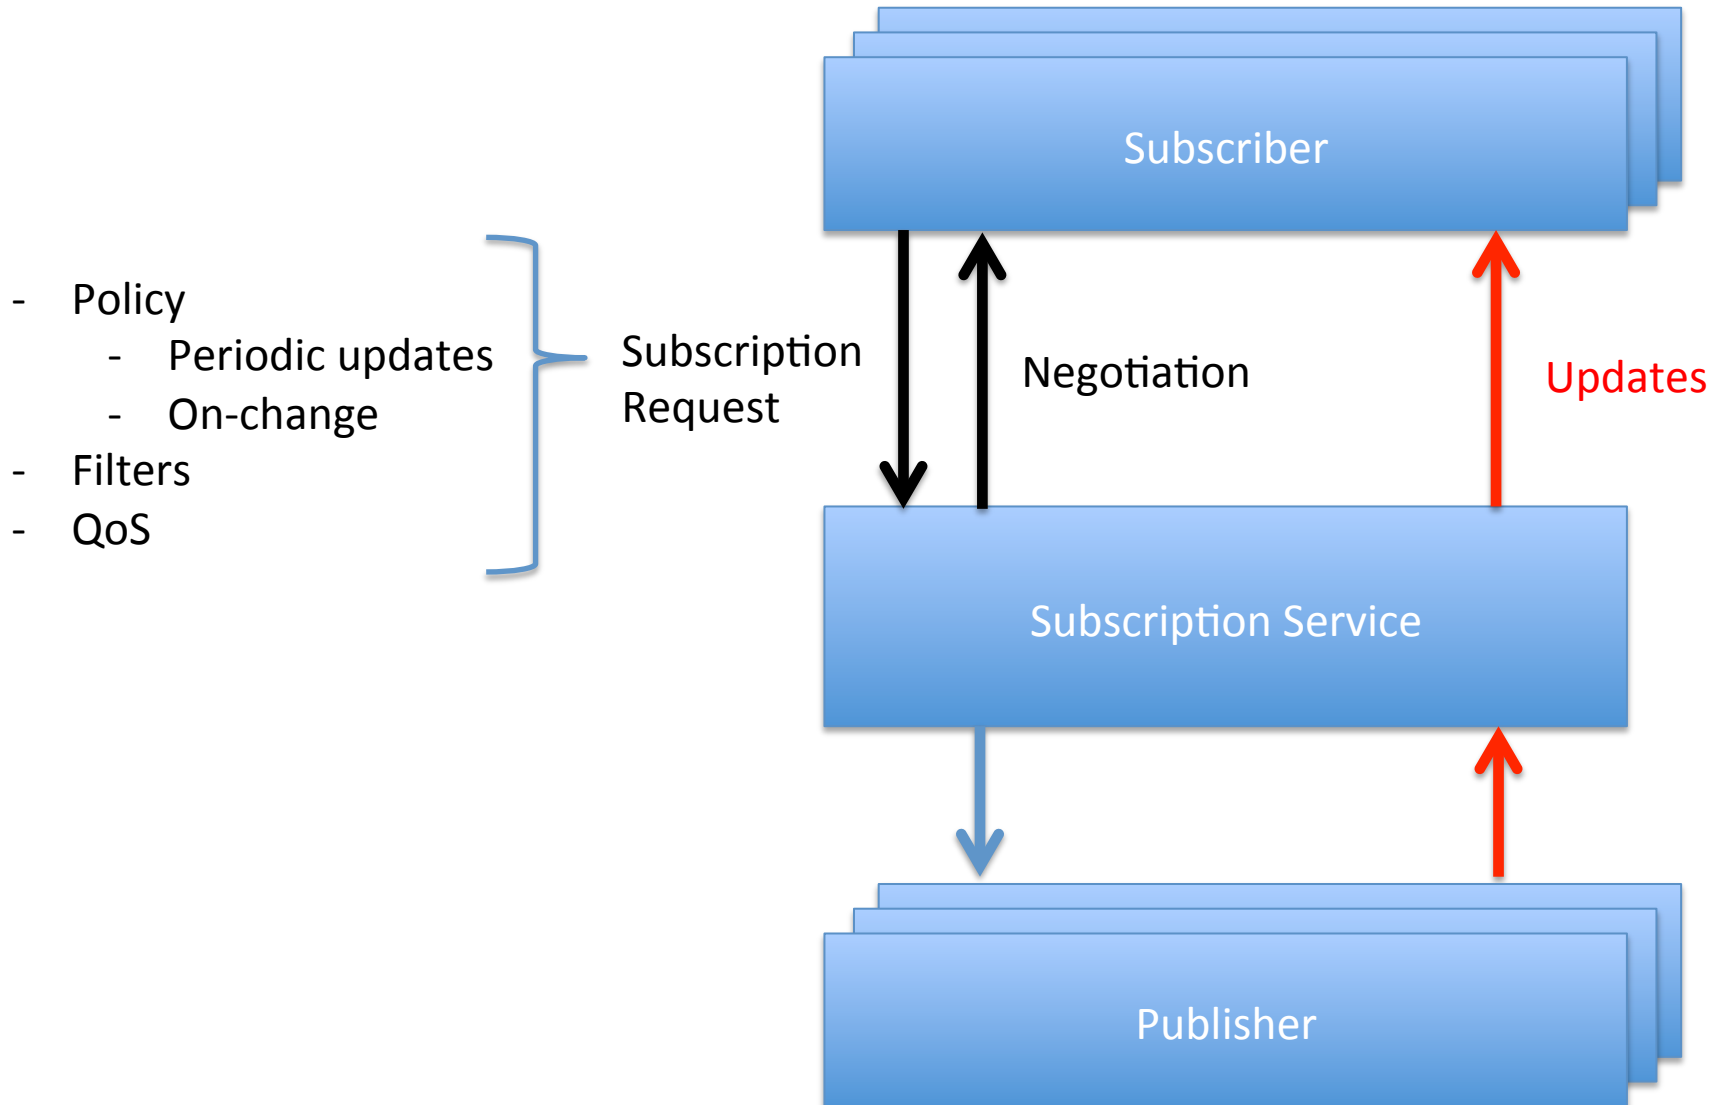 Subscriber
- Policy
- Periodic updates
- On-change
- Filters
- QoS
Subscription
Request
Negotiation
Updates
Subscription Service
Publisher